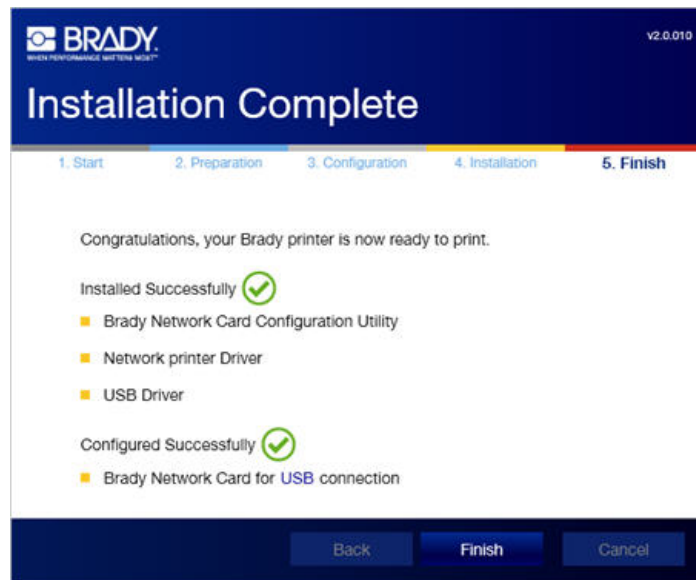 BRADY.
WHEN PERFORMANCE MATTERS MOST™
v2.0.010
Installation Complete
1. Start 2. Preparation 3. Configuration 4. Installation 5. Finish
Congratulations, your Brady printer is now ready to print.
Installed Successfully
Brady Network Card Configuration Utility
Network printer Driver
USB Driver
Configured Successfully
Brady Network Card for USB connection
Back Finish Cancel